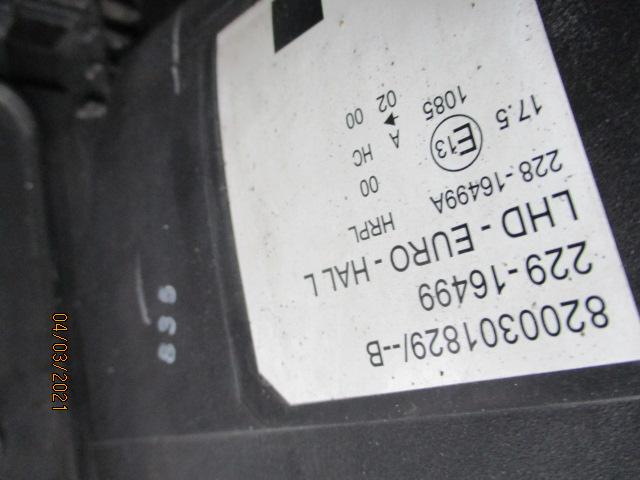 8200301829/--B
229-16499
LHD - EURO - HAL L
228-16499A HRPL
00
E13 HC
A
17.5 1085 02 00
04/03/2021